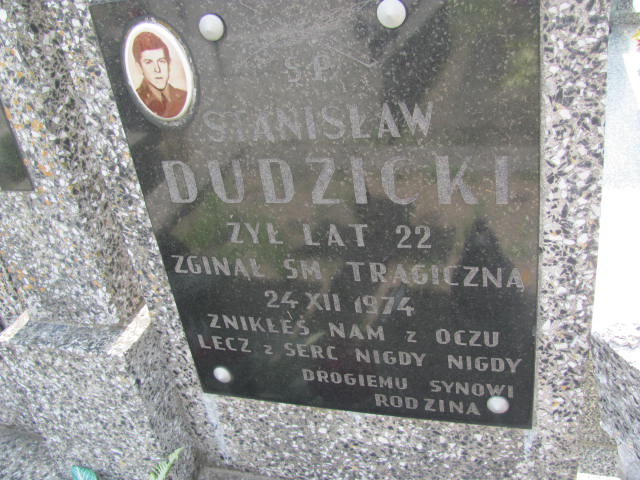 Ś.P.
STANISŁAW
DUDZICKI
ŻYŁ LAT 22
ZGINĄŁ ŚM. TRAGICZNĄ
24 XII 1974
ZNIKŁEŚ NAM Z OCZU
LECZ Z SERC NIGDY NIGDY
DROGIEMU SYNOWI
RODZINA